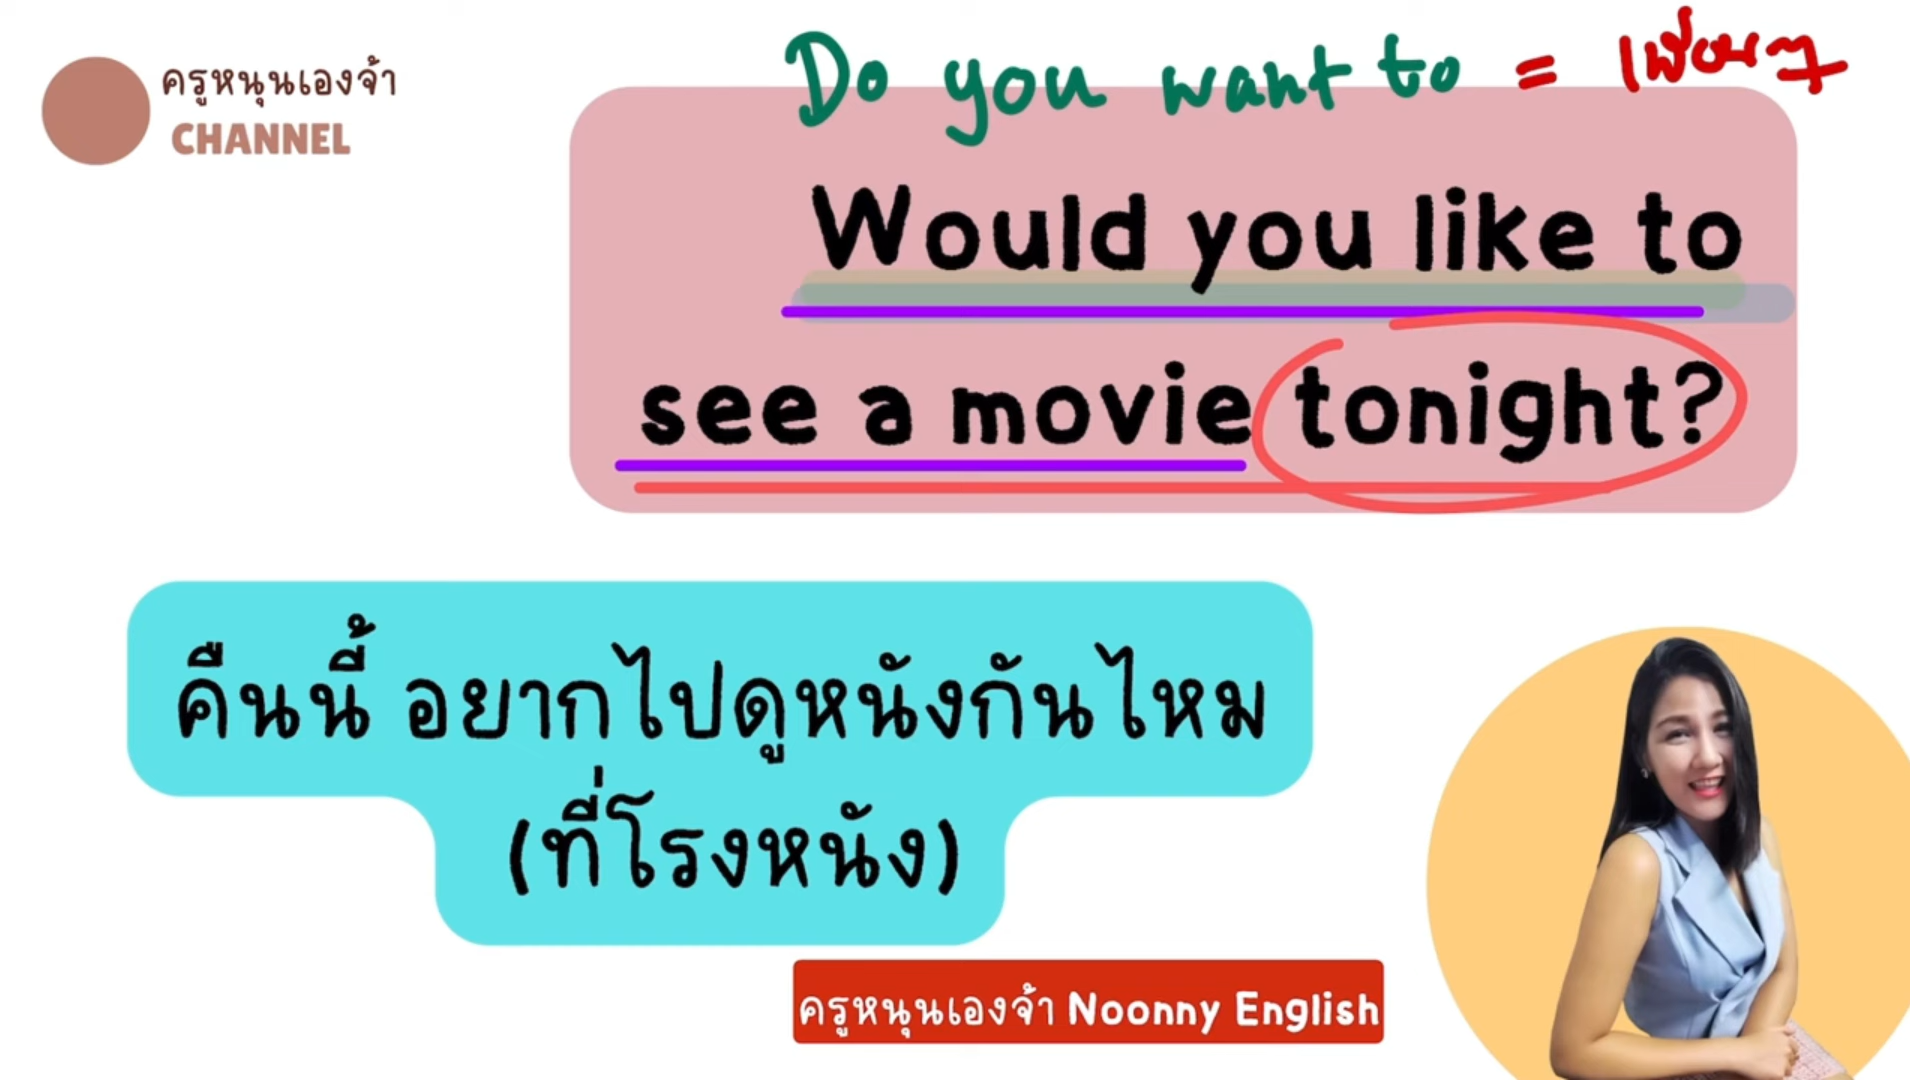 ครูหนุนเองจ้า
CHANNEL
Do you want to = เพื่อนๆ
Would you like to
see a movie tonight?
คืนนี้ อยากไปดูหนังกันไหม
(ที่โรงหนัง)
ครูหนุนเองจ้า Noonny English